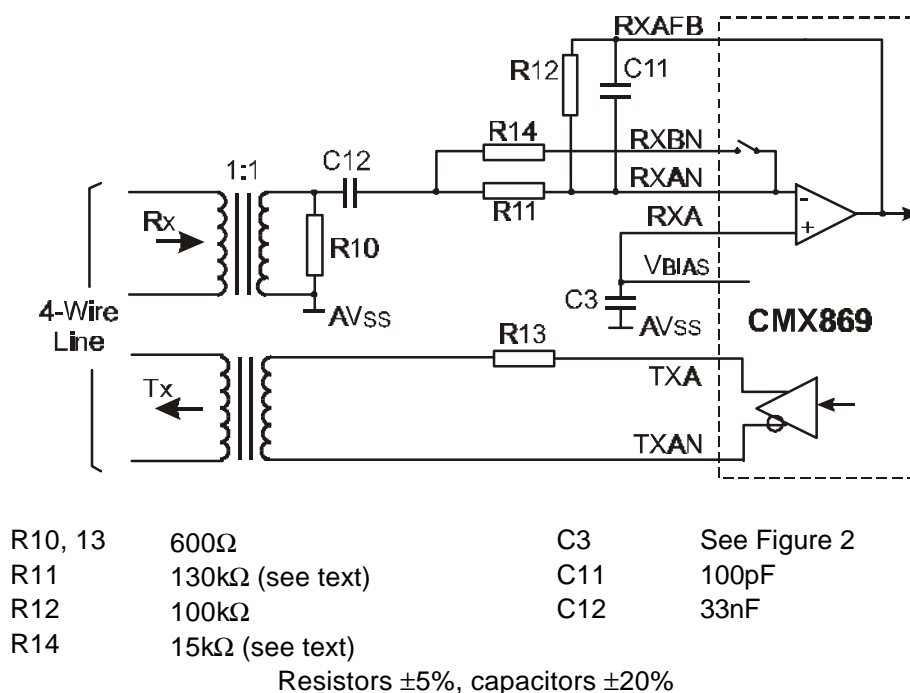 RXAFB
R12
C11
R14
RXBN
1:1
C12
RXAN
R11
Rx
RXA
R10
VBIAS
C3
AVSS
AVSS
CMX869
4-Wire
Line
R13
Tx
TXA
TXAN
-
+
R10, 13 600Ω C3 See Figure 2
R11 130kΩ (see text) C11 100pF
R12 100kΩ C12 33nF
R14 15kΩ (see text)
Resistors ±5%, capacitors ±20%